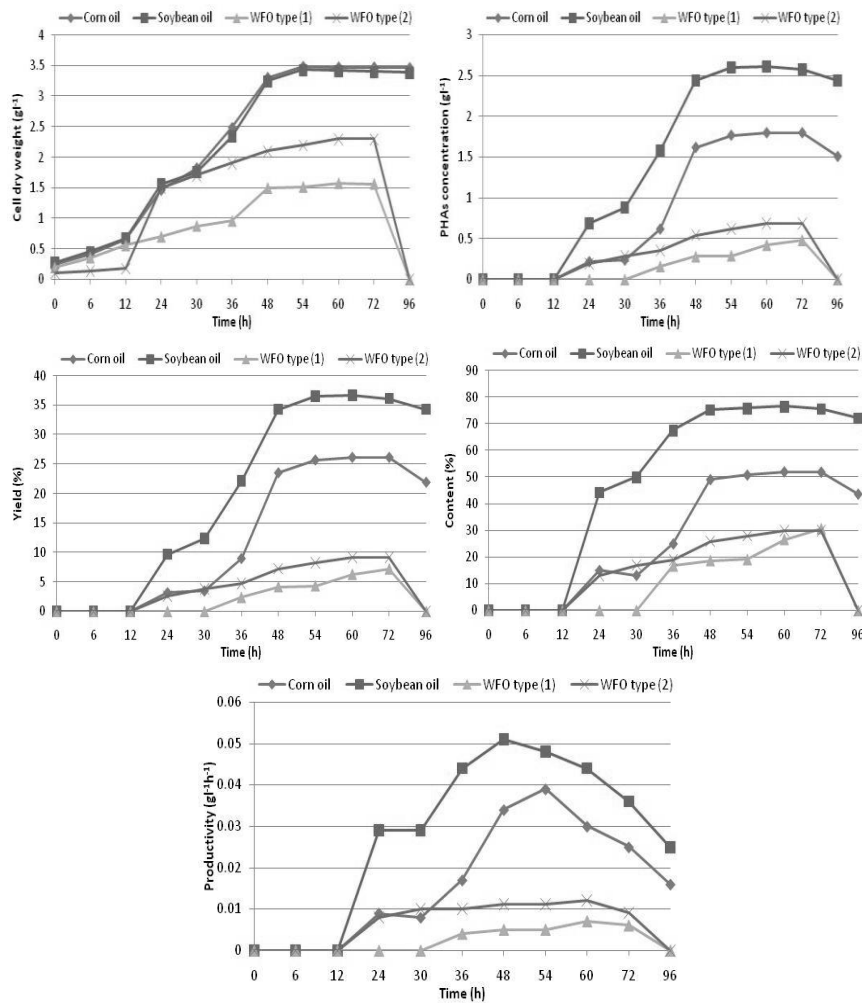 Corn oil Soybean oil WFO type (1) WFO type (2)
Cell dry weight (gl⁻¹)
4
3.5
3
2.5
2
1.5
1
0.5
0
0 6 12 24 30 36 48 54 60 72 96
Time (h)
Corn oil Soybean oil WFO type (1) WFO type (2)
PHAs concentration (gl⁻¹)
3
2.5
2
1.5
1
0.5
0
0 6 12 24 30 36 48 54 60 72 96
Time (h)
Corn oil Soybean oil WFO type (1) WFO type (2)
Yield (%)
40
35
30
25
20
15
10
5
0
0 6 12 24 30 36 48 54 60 72 96
Time (h)
Corn oil Soybean oil WFO type (1) WFO type (2)
Content (%)
90
80
70
60
50
40
30
20
10
0
0 6 12 24 30 36 48 54 60 72 96
Time (h)
Corn oil Soybean oil WFO type (1) WFO type (2)
Productivity (gl⁻¹h⁻¹)
0.06
0.05
0.04
0.03
0.02
0.01
0
0 6 12 24 30 36 48 54 60 72 96
Time (h)